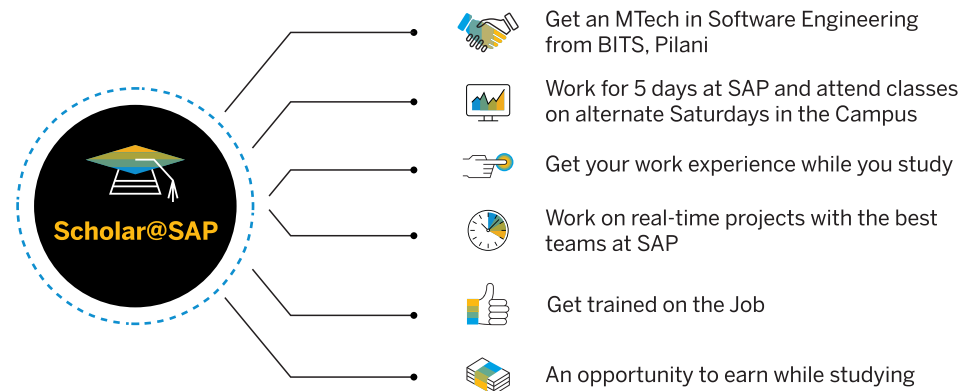 Scholar@SAP
Get an MTech in Software Engineering
from BITS, Pilani
Work for 5 days at SAP and attend classes
on alternate Saturdays in the Campus
Get your work experience while you study
Work on real-time projects with the best
teams at SAP
Get trained on the Job
An opportunity to earn while studying